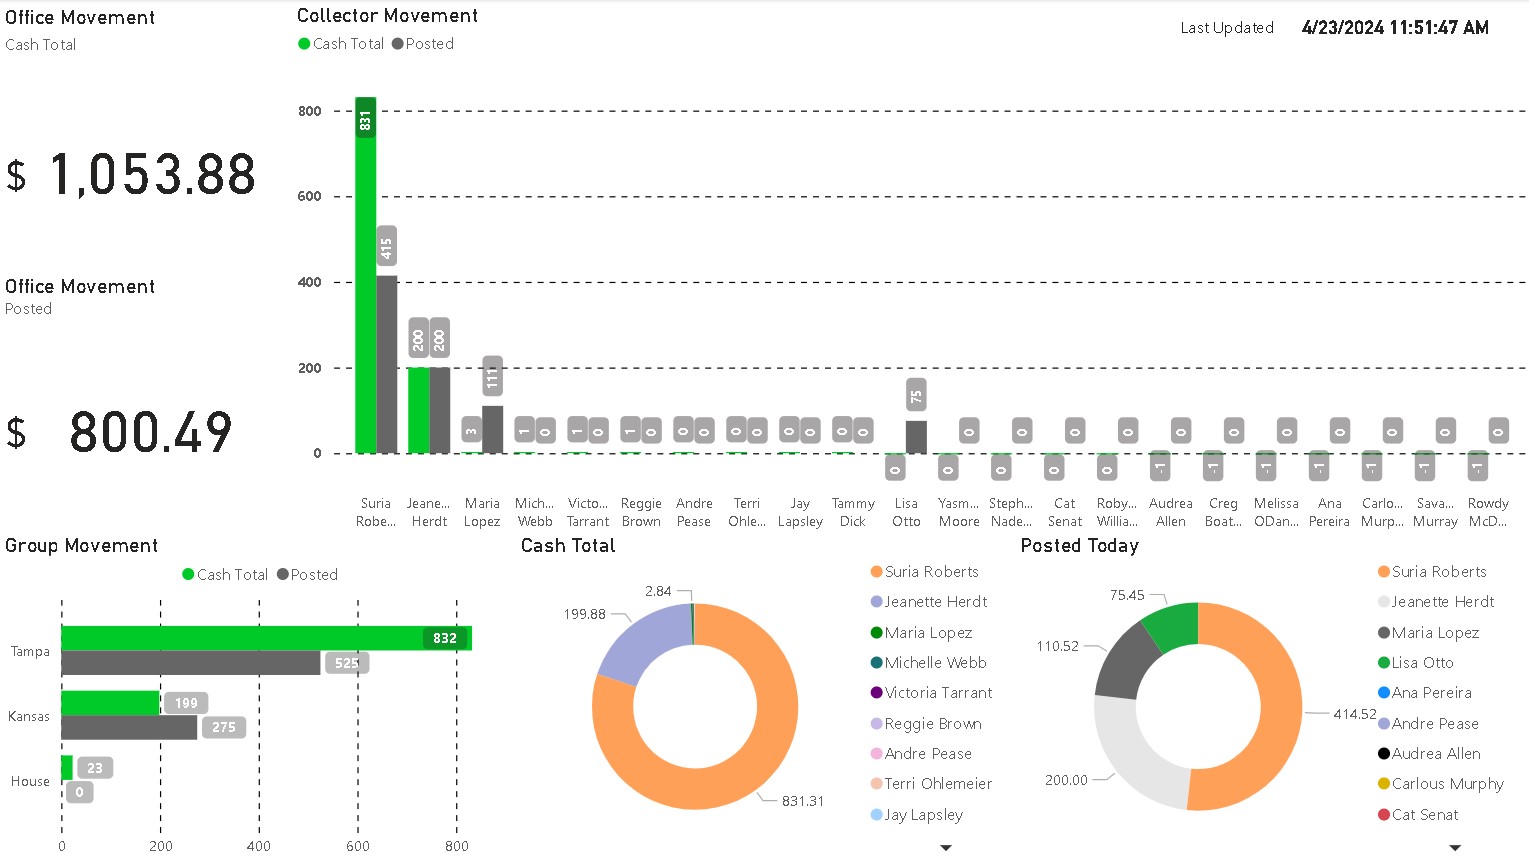 Office Movement
Cash Total
$ 1,053.88
Office Movement
Posted
$ 800.49
Collector Movement
Cash Total Posted
Last Updated 4/23/2024 11:51:47 AM
800
600
400
200
0
831 415 200 200 3 111 1 0 1 0 1 0 0 0 0 0 0 0 0 0 0 75 0 0 0 0 0 0 0 0 -1 0 -1 0 -1 0 -1 0 -1 0 -1 0 -1 0
Suria Jeane... Maria Mich... Victo... Reggie Andre Terri Jay Tammy Lisa Yasm... Steph... Cat Roby... Audrea Creg Melissa Ana Carlo... Sava... Rowdy
Robe... Herdt Lopez Webb Tarrant Brown Pease Ohle... Lapsley Dick Otto Moore Nade... Senat Willia... Allen Boat... ODan... Pereira Murp... Murray McD...
Group Movement
Cash Total Posted
Tampa 832
525
Kansas 199
275
House 23
0
0 200 400 600 800
Cash Total
2.84
199.88
831.31
Suria Roberts
Jeanette Herdt
Maria Lopez
Michelle Webb
Victoria Tarrant
Reggie Brown
Andre Pease
Terri Ohlemeier
Jay Lapsley
Posted Today
75.45
110.52
414.52
200.00
Suria Roberts
Jeanette Herdt
Maria Lopez
Lisa Otto
Ana Pereira
Andre Pease
Audrea Allen
Carlous Murphy
Cat Senat